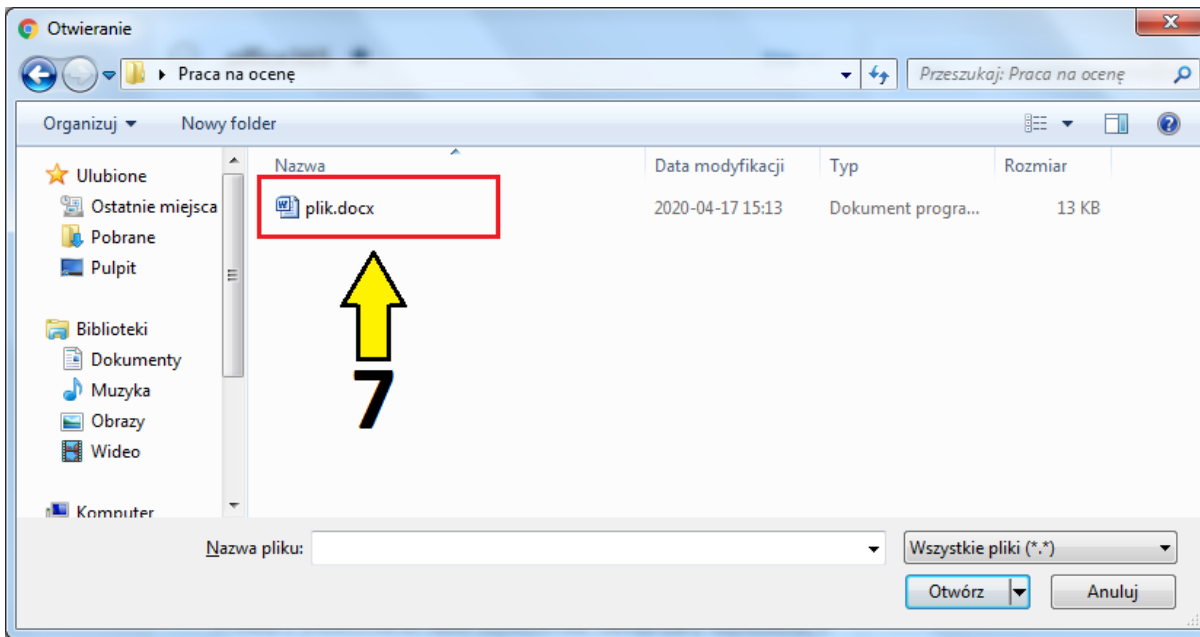 Otwieranie
Praca na ocenę
Przeszukaj: Praca na ocenę
Organizuj
Nowy folder
Nazwa
Data modyfikacji
Typ
Rozmiar
Ulubione
Ostatnie miejsca
Pobrane
Pulpit
Biblioteki
Dokumenty
Muzyka
Obrazy
Wideo
Komputer
plik.docx
2020-04-17 15:13
Dokument progra...
13 KB
7
Nazwa pliku:
Wszystkie pliki (*.*)
Otwórz
Anuluj